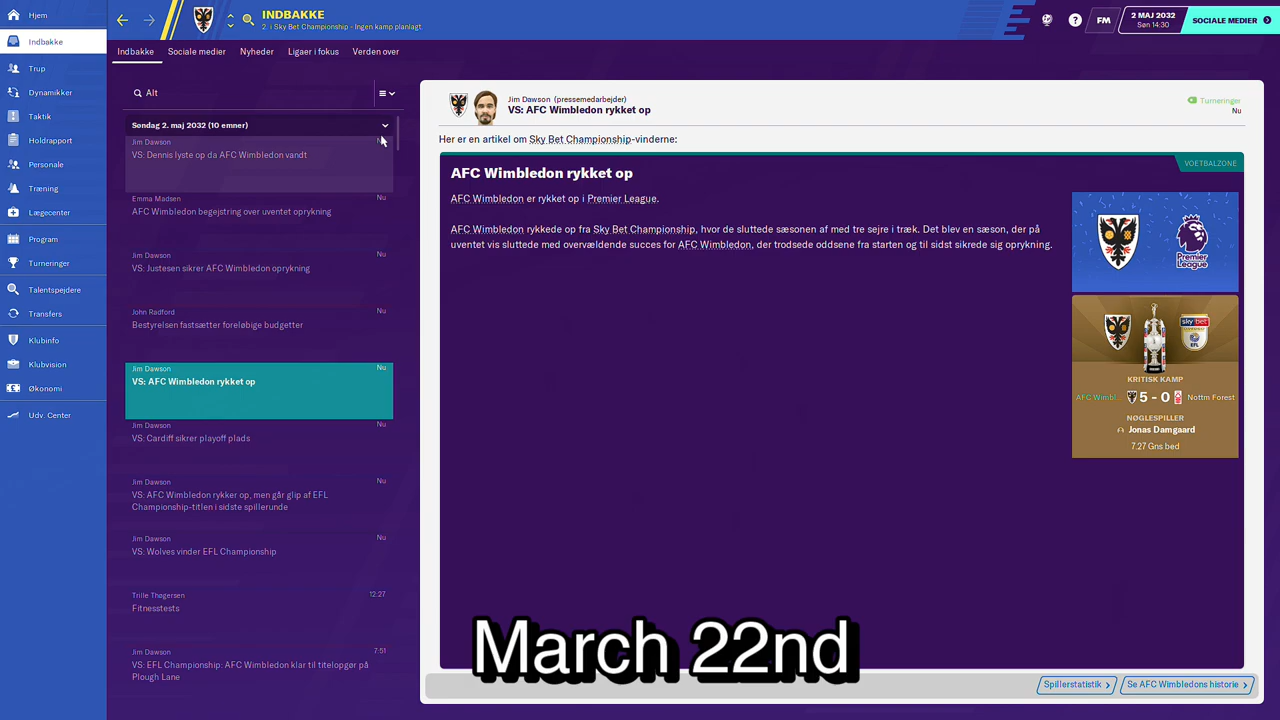 Hjem
Indbakke
Trup
Dynamikker
Taktik
Holdrapport
Personale
Træning
Lægecenter
Program
Turneringer
Talentspejdere
Transfers
Klubinfo
Klubvision
Økonomi
Udv. Center
INDBAKKE
2. i Sky Bet Championship - Ingen kamp planlagt
FM
2 MAJ 2032
Søn 14:30
SOCIALE MEDIER
Indbakke
Sociale medier
Nyheder
Ligaer i fokus
Verden over
Alt
Søndag 2. maj 2032 (10 emner)
Jim Dawson
VS: Dennis lyste op da AFC Wimbledon vandt
Emma Madsen Nu
AFC Wimbledon begejstring over uventet oprykning
Jim Dawson Nu
VS: Justesen sikrer AFC Wimbledon oprykning
John Radford Nu
Bestyrelsen fastsætter foreløbige budgetter
Jim Dawson Nu
VS: AFC Wimbledon rykket op
Jim Dawson Nu
VS: Cardiff sikrer playoff plads
Jim Dawson Nu
VS: AFC Wimbledon rykker op, men går glip af EFL
Championship-titlen i sidste spillerunde
Jim Dawson Nu
VS: Wolves vinder EFL Championship
Trille Thøgersen 12:27
Fitnesstests
Jim Dawson 7:51
VS: EFL Championship: AFC Wimbledon klar til titelopgør på
Plough Lane
Jim Dawson (pressemedarbejder)
VS: AFC Wimbledon rykket op
Turneringer
Nu
Her er en artikel om Sky Bet Championship-vinderne:
VOETBALZONE
AFC Wimbledon rykket op
AFC Wimbledon er rykket op i Premier League.
AFC Wimbledon rykkede op fra Sky Bet Championship, hvor de sluttede sæsonen af med tre sejre i træk. Det blev en sæson, der på
uventet vis sluttede med overvældende succes for AFC Wimbledon, der trodsede oddsene fra starten og til sidst sikrede sig oprykning.
Premier
League
sky bet
EFL
KRITISK KAMP
AFC Wimbl... 5 - 0 Nottm Forest
NØGLESPILLER
Jonas Damgaard
7.27 Gns bed
March 22nd
Spillerstatistik
Se AFC Wimbledons historie